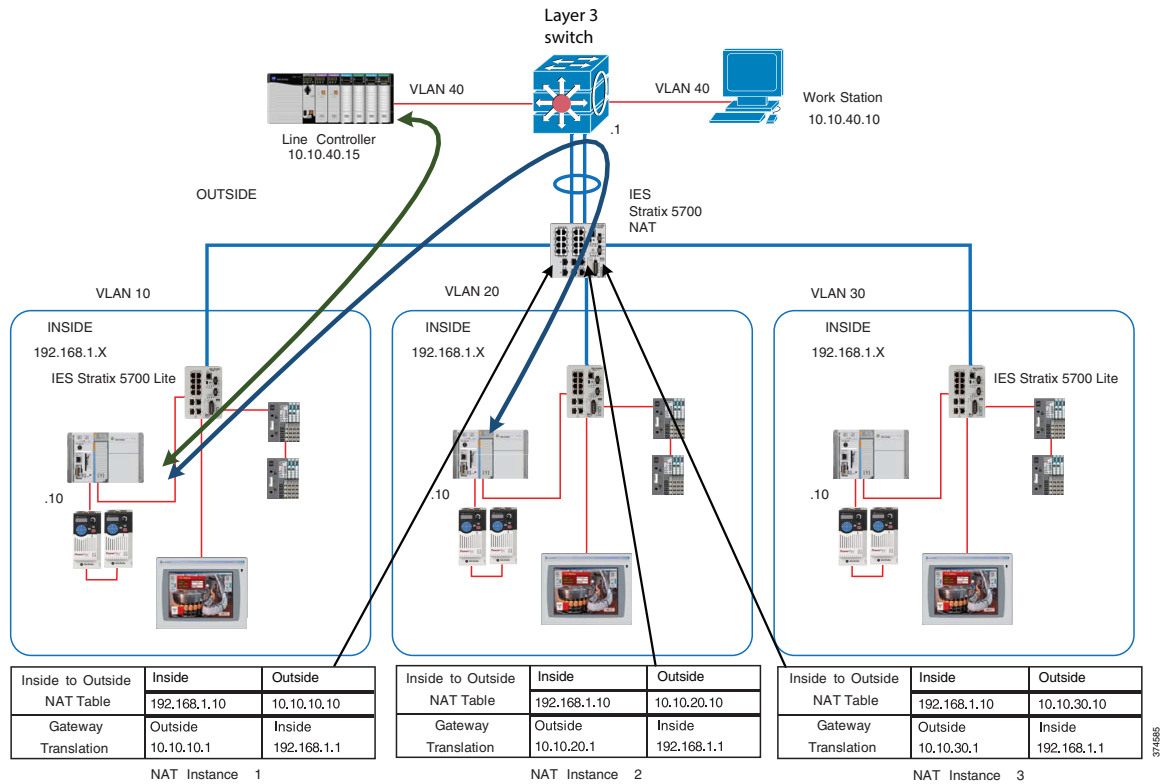 Layer 3
switch
VLAN 40
VLAN 40
Work Station
10.10.40.10
Line Controller
10.10.40.15
.1
OUTSIDE
IES
Stratix 5700
NAT
VLAN 10
VLAN 20
VLAN 30
INSIDE
192.168.1.X
IES Stratix 5700 Lite
.10
INSIDE
192.168.1.X
.10
INSIDE
192.168.1.X
IES Stratix 5700 Lite
.10
Inside to Outside
NAT Table
Inside
Outside
192.168.1.10
10.10.10.10
Gateway
Translation
Outside
Inside
10.10.10.1
192.168.1.1
NAT Instance 1
Inside to Outside
NAT Table
Inside
Outside
192.168.1.10
10.10.20.10
Gateway
Translation
Outside
Inside
10.10.20.1
192.168.1.1
NAT Instance 2
Inside to Outside
NAT Table
Inside
Outside
192.168.1.10
10.10.30.10
Gateway
Translation
Outside
Inside
10.10.30.1
192.168.1.1
NAT Instance 3
374585